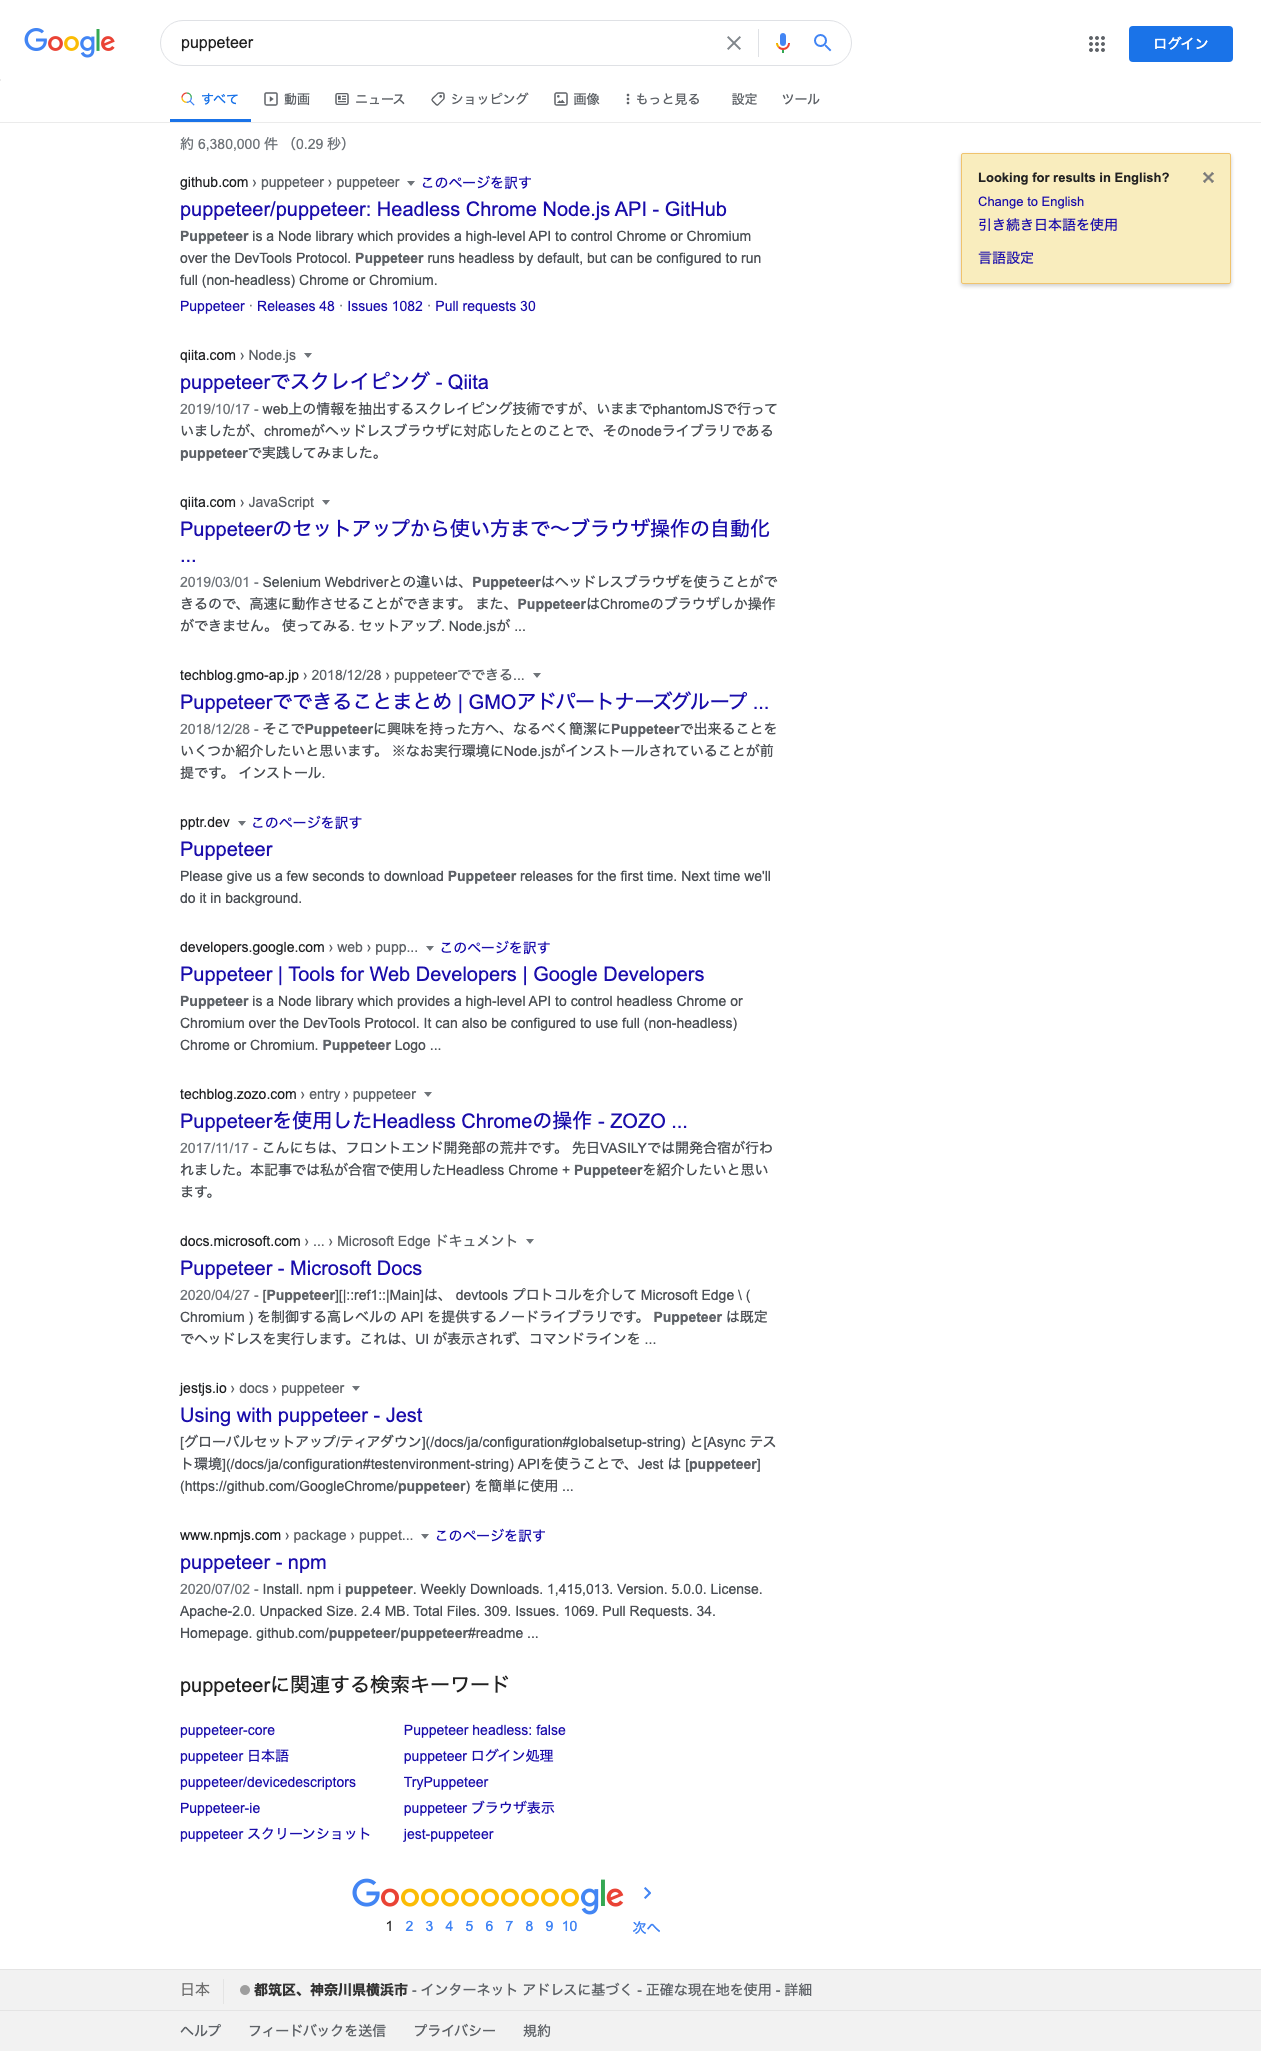 Google
puppeteer
ログイン
すべて 動画 ニュース ショッピング 画像 もっと見る 設定 ツール
約 6,380,000 件 （0.29 秒）
Looking for results in English?
Change to English
引き続き日本語を使用
言語設定
github.com › puppeteer › puppeteer このページを訳す
puppeteer/puppeteer: Headless Chrome Node.js API - GitHub
Puppeteer is a Node library which provides a high-level API to control Chrome or Chromium
over the DevTools Protocol. Puppeteer runs headless by default, but can be configured to run
full (non-headless) Chrome or Chromium.
Puppeteer · Releases 48 · Issues 1082 · Pull requests 30
qiita.com › Node.js
puppeteerでスクレイピング - Qiita
2019/10/17 - web上の情報を抽出するスクレイピング技術ですが、いままでphantomJSで行って
いましたが、chromeがヘッドレスブラウザに対応したとのことで、そのnodeライブラリである
puppeteerで実践してみました。
qiita.com › JavaScript
Puppeteerのセットアップから使い方まで〜ブラウザ操作の自動化
...
2019/03/01 - Selenium Webdriverとの違いは、Puppeteerはヘッドレスブラウザを使うことがで
きるので、高速に動作させることができます。 また、PuppeteerはChromeのブラウザしか操作
ができません。 使ってみる. セットアップ. Node.jsが ...
techblog.gmo-ap.jp › 2018/12/28 › puppeteerでできる...
Puppeteerでできることまとめ | GMOアドパートナーズグループ ...
2018/12/28 - そこでPuppeteerに興味を持った方へ、なるべく簡潔にPuppeteerで出来ることを
いくつか紹介したいと思います。 ※なお実行環境にNode.jsがインストールされていることが前
提です。 インストール.
pptr.dev このページを訳す
Puppeteer
Please give us a few seconds to download Puppeteer releases for the first time. Next time we'll
do it in background.
developers.google.com › web › pupp... このページを訳す
Puppeteer | Tools for Web Developers | Google Developers
Puppeteer is a Node library which provides a high-level API to control headless Chrome or
Chromium over the DevTools Protocol. It can also be configured to use full (non-headless)
Chrome or Chromium. Puppeteer Logo ...
techblog.zozo.com › entry › puppeteer
Puppeteerを使用したHeadless Chromeの操作 - ZOZO ...
2017/11/17 - こんにちは、フロントエンド開発部の荒井です。 先日VASILYでは開発合宿が行わ
れました。本記事では私が合宿で使用したHeadless Chrome + Puppeteerを紹介したいと思い
ます。
docs.microsoft.com › ... › Microsoft Edge ドキュメント
Puppeteer - Microsoft Docs
2020/04/27 - [Puppeteer][|::ref1::|Main]は、 devtools プロトコルを介して Microsoft Edge \ (
Chromium ) を制御する高レベルの API を提供するノードライブラリです。 Puppeteer は既定
でヘッドレスを実行します。これは、UI が表示されず、コマンドラインを ...
jestjs.io › docs › puppeteer
Using with puppeteer - Jest
[グローバルセットアップ/ティアダウン](/docs/ja/configuration#globalsetup-string) と[Async テス
ト環境](/docs/ja/configuration#testenvironment-string) APIを使うことで、Jest は [puppeteer]
(https://github.com/GoogleChrome/puppeteer) を簡単に使用 ...
www.npmjs.com › package › puppet... このページを訳す
puppeteer - npm
2020/07/02 - Install. npm i puppeteer. Weekly Downloads. 1,415,013. Version. 5.0.0. License.
Apache-2.0. Unpacked Size. 2.4 MB. Total Files. 309. Issues. 1069. Pull Requests. 34.
Homepage. github.com/puppeteer/puppeteer#readme ...
puppeteerに関連する検索キーワード
puppeteer-core Puppeteer headless: false
puppeteer 日本語 puppeteer ログイン処理
puppeteer/devicedescriptors TryPuppeteer
Puppeteer-ie puppeteer ブラウザ表示
puppeteer スクリーンショット jest-puppeteer
Goooooooooogle
1 2 3 4 5 6 7 8 9 10 次へ
日本 都筑区、神奈川県横浜市 - インターネット アドレスに基づく - 正確な現在地を使用 - 詳細
ヘルプ フィードバックを送信 プライバシー 規約